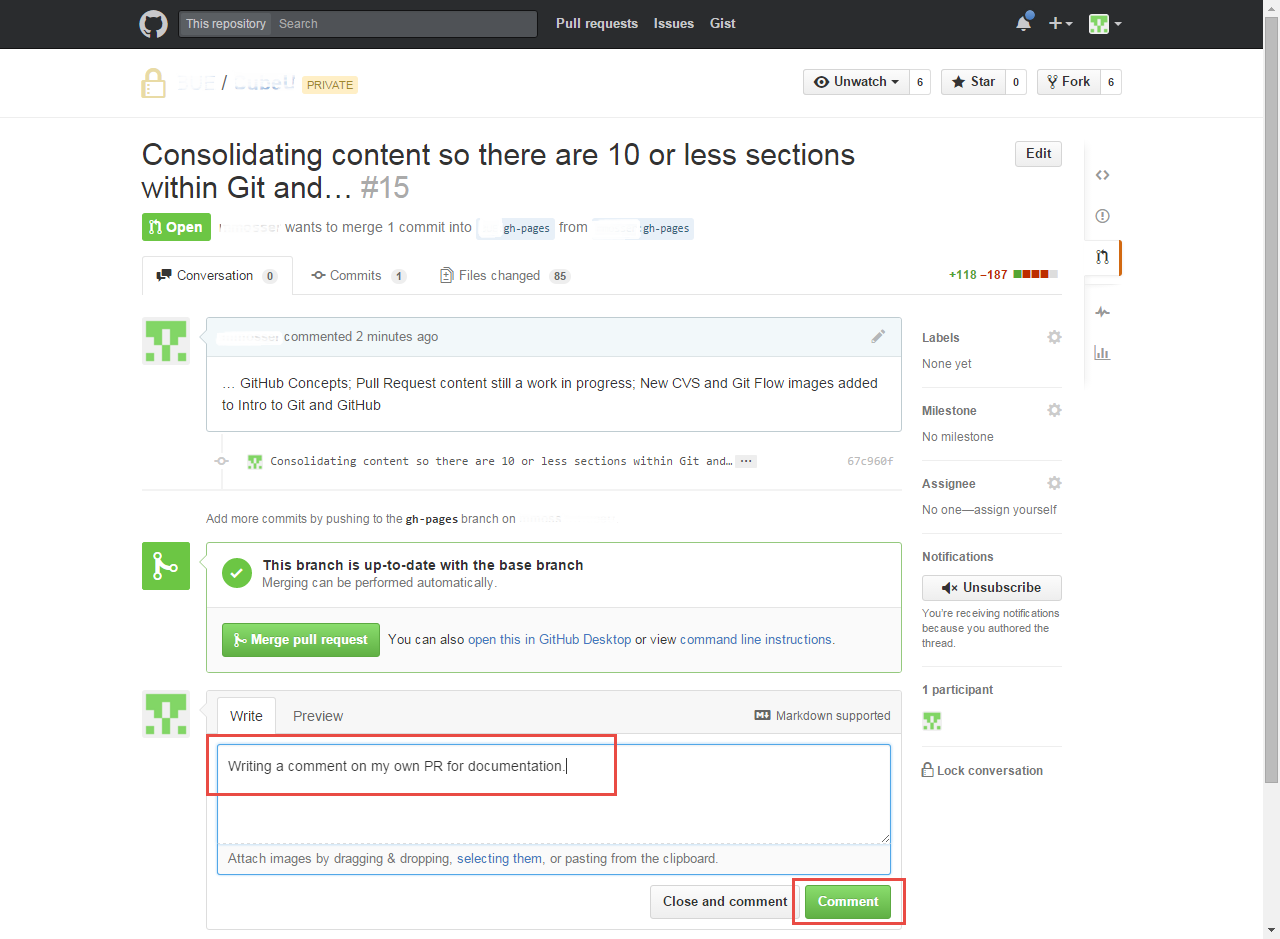 This repository Search Pull requests Issues Gist
/ PRIVATE
Unwatch 6 Star 0 Fork 6
Consolidating content so there are 10 or less sections
within Git and… #15
Edit
Open wants to merge 1 commit into gh-pages from :gh-pages
Conversation 0 Commits 1 Files changed 85 +118 −187
commented 2 minutes ago
… GitHub Concepts; Pull Request content still a work in progress; New CVS and Git Flow images added
to Intro to Git and GitHub
Consolidating content so there are 10 or less sections within Git and… … 67c960f
Add more commits by pushing to the gh-pages branch on
This branch is up-to-date with the base branch
Merging can be performed automatically.
Merge pull request You can also open this in GitHub Desktop or view command line instructions.
Write Preview Markdown supported
Writing a comment on my own PR for documentation.
Attach images by dragging & dropping, selecting them, or pasting from the clipboard.
Close and comment Comment
Labels
None yet
Milestone
No milestone
Assignee
No one—assign yourself
Notifications
Unsubscribe
You're receiving notifications
because you authored the
thread.
1 participant
Lock conversation